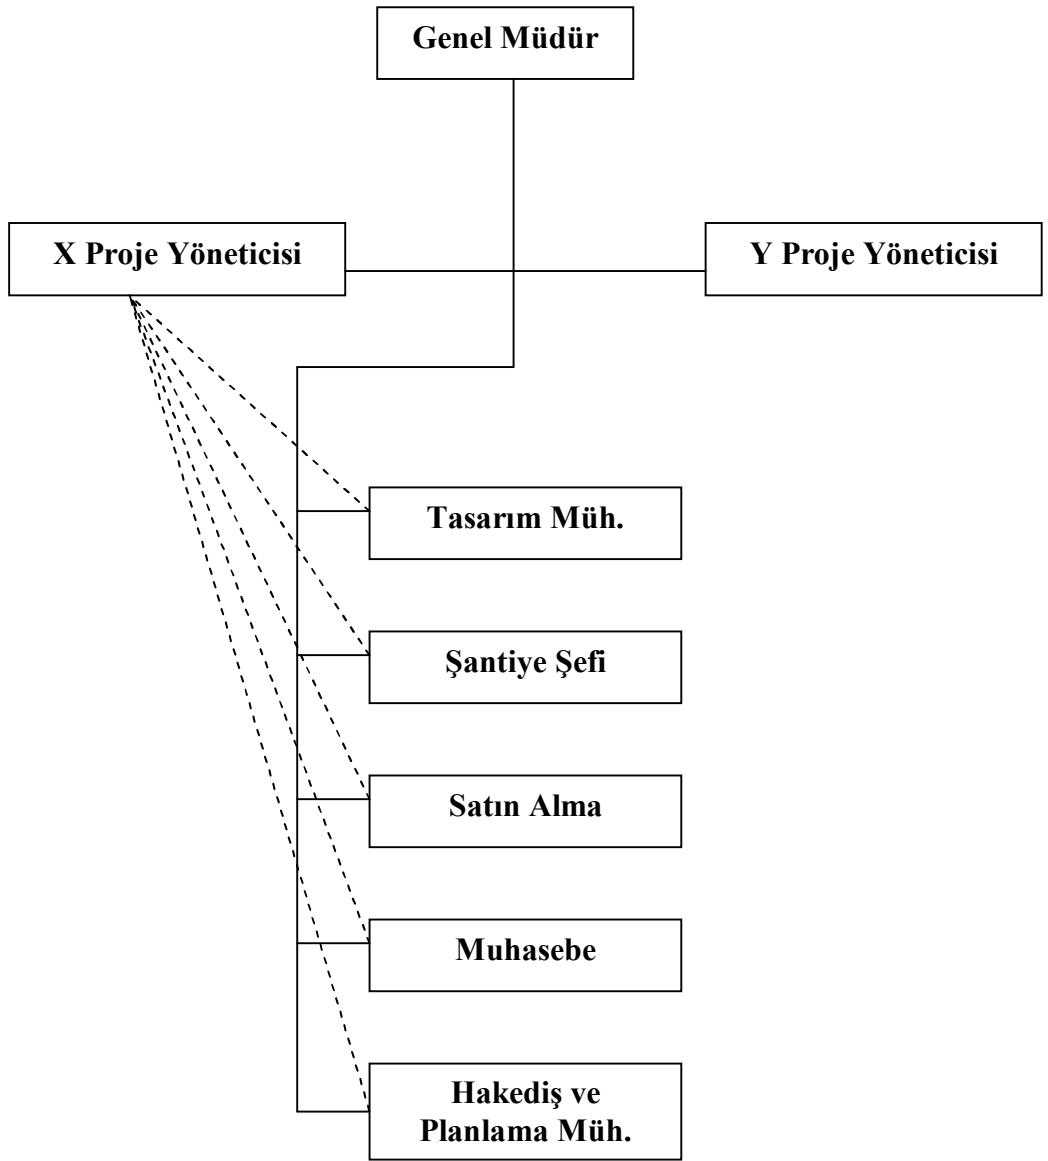 Genel Müdür
X Proje Yöneticisi
Y Proje Yöneticisi
Tasarım Müh.
Şantiye Şefi
Satın Alma
Muhasebe
Hakediş ve
Planlama Müh.